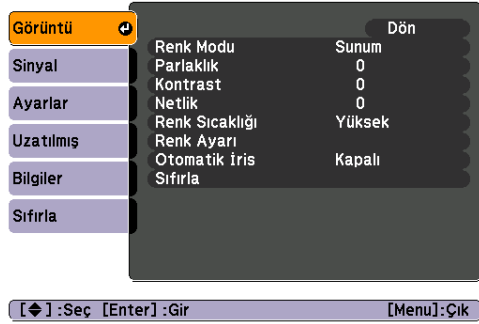 Görüntü
Sinyal
Ayarlar
Uzatılmış
Bilgiler
Sıfırla
Dön
Renk Modu Sunum
Parlaklık 0
Kontrast 0
Netlik 0
Renk Sıcaklığı Yüksek
Renk Ayarı
Otomatik İris Kapalı
Sıfırla
[◆] :Seç [Enter] :Gir [Menu]:Çık